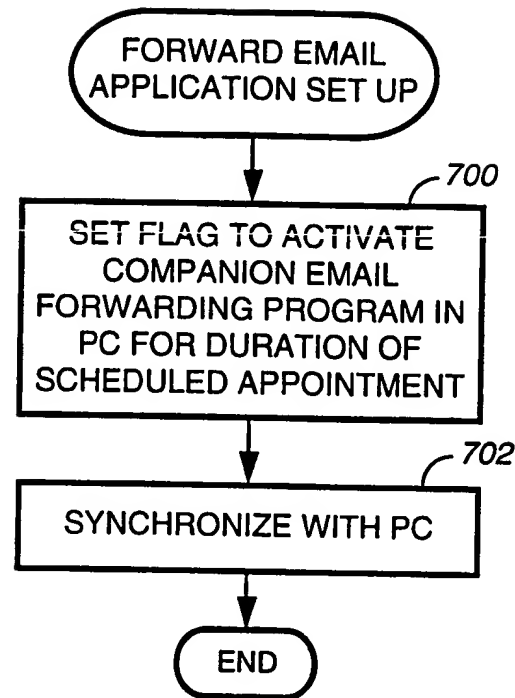 FORWARD EMAIL
APPLICATION SET UP
700
SET FLAG TO ACTIVATE
COMPANION EMAIL
FORWARDING PROGRAM IN
PC FOR DURATION OF
SCHEDULED APPOINTMENT
702
SYNCHRONIZE WITH PC
END